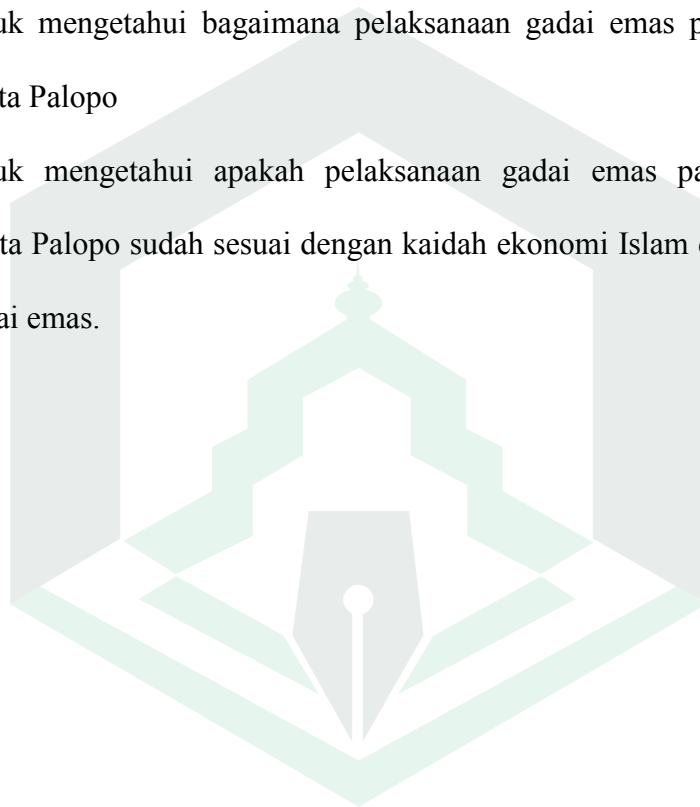 uk mengetahui bagaimana pelaksanaan gadai emas p
ta Palopo
uk mengetahui apakah pelaksanaan gadai emas pa
ta Palopo sudah sesuai dengan kaidah ekonomi Islam
ai emas.